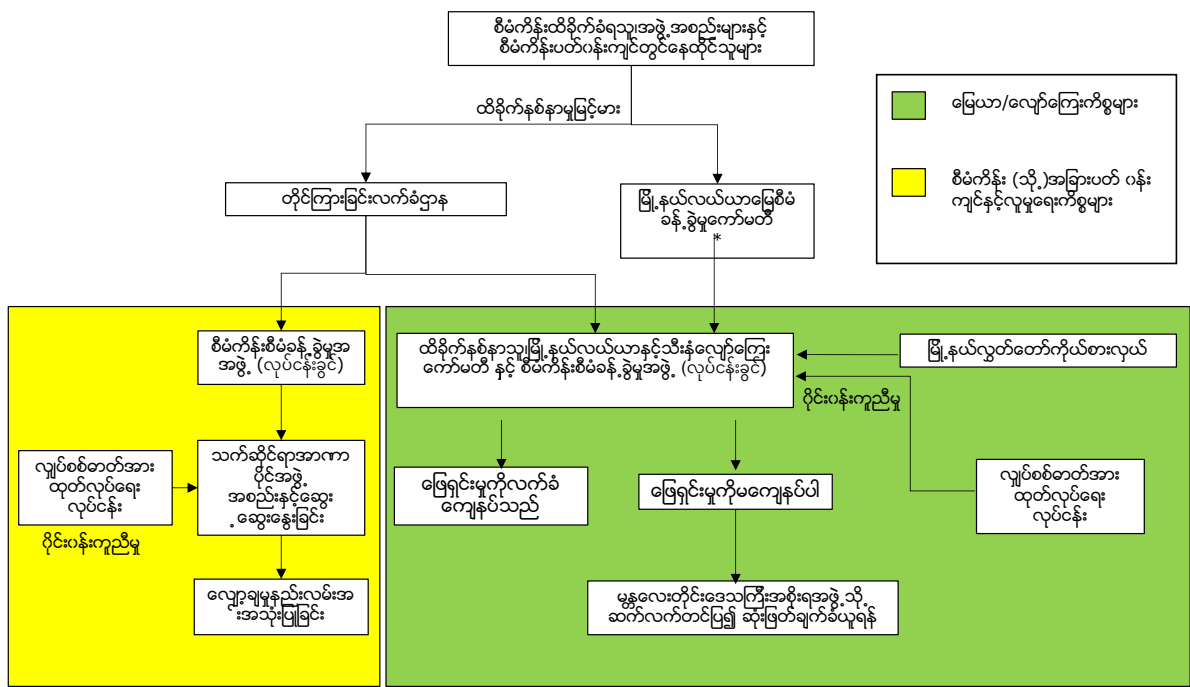 စီမံကိန်းထိခိုက်ခံရသူ၊အဖွဲ့အစည်းများနှင့်
စီမံကိန်းပတ်ဝန်းကျင်တွင်နေထိုင်သူများ
ထိခိုက်နစ်နာမှုမြင့်မား
မြေယာ/လျော်ကြေးကိစ္စများ
စီမံကိန်း (သို့)အခြားပတ် ဝန်း
ကျင်နှင့်လူမှုရေးကိစ္စများ
တိုင်ကြားခြင်းလက်ခံဌာန
မြို့နယ်လယ်ယာမြေစီမံ
ခန့်ခွဲမှုကော်မတီ
*
စီမံကိန်းစီမံခန့်ခွဲမှုအ
အဖွဲ့ (လုပ်ငန်းခွင်)
ထိခိုက်နစ်နာသူ၊မြို့နယ်လယ်ယာနှင့်သီးနှံလျော်ကြေး
ကော်မတီ နှင့် စီမံကိန်းစီမံခန့်ခွဲမှုအဖွဲ့ (လုပ်ငန်းခွင်)
မြို့နယ်လွှတ်တော်ကိုယ်စားလှယ်
ဝိုင်းဝန်းကူညီမှု
လျှပ်စစ်ဓာတ်အား
ထုတ်လုပ်ရေး
လုပ်ငန်း
ဝိုင်းဝန်းကူညီမှု
သက်ဆိုင်ရာအာဏာ
ပိုင်အဖွဲ့
အစည်းနှင့်ဆွေး
့ဆွေးနွေးခြင်း
ဖြေရှင်းမှုကိုလက်ခံ
ကျေနပ်သည်
ဖြေရှင်းမှုကိုမကျေနပ်ပါ
လျှပ်စစ်ဓာတ်အား
ထုတ်လုပ်ရေး
လုပ်ငန်း
လျှော့ချမှုနည်းလမ်းအ
်းအသုံးပြုခြင်း
မန္တလေးတိုင်းဒေသကြီးအစိုးရအဖွဲ့သို့
ဆက်လက်တင်ပြ၍ ဆုံးဖြတ်ချက်ခံယူရန်